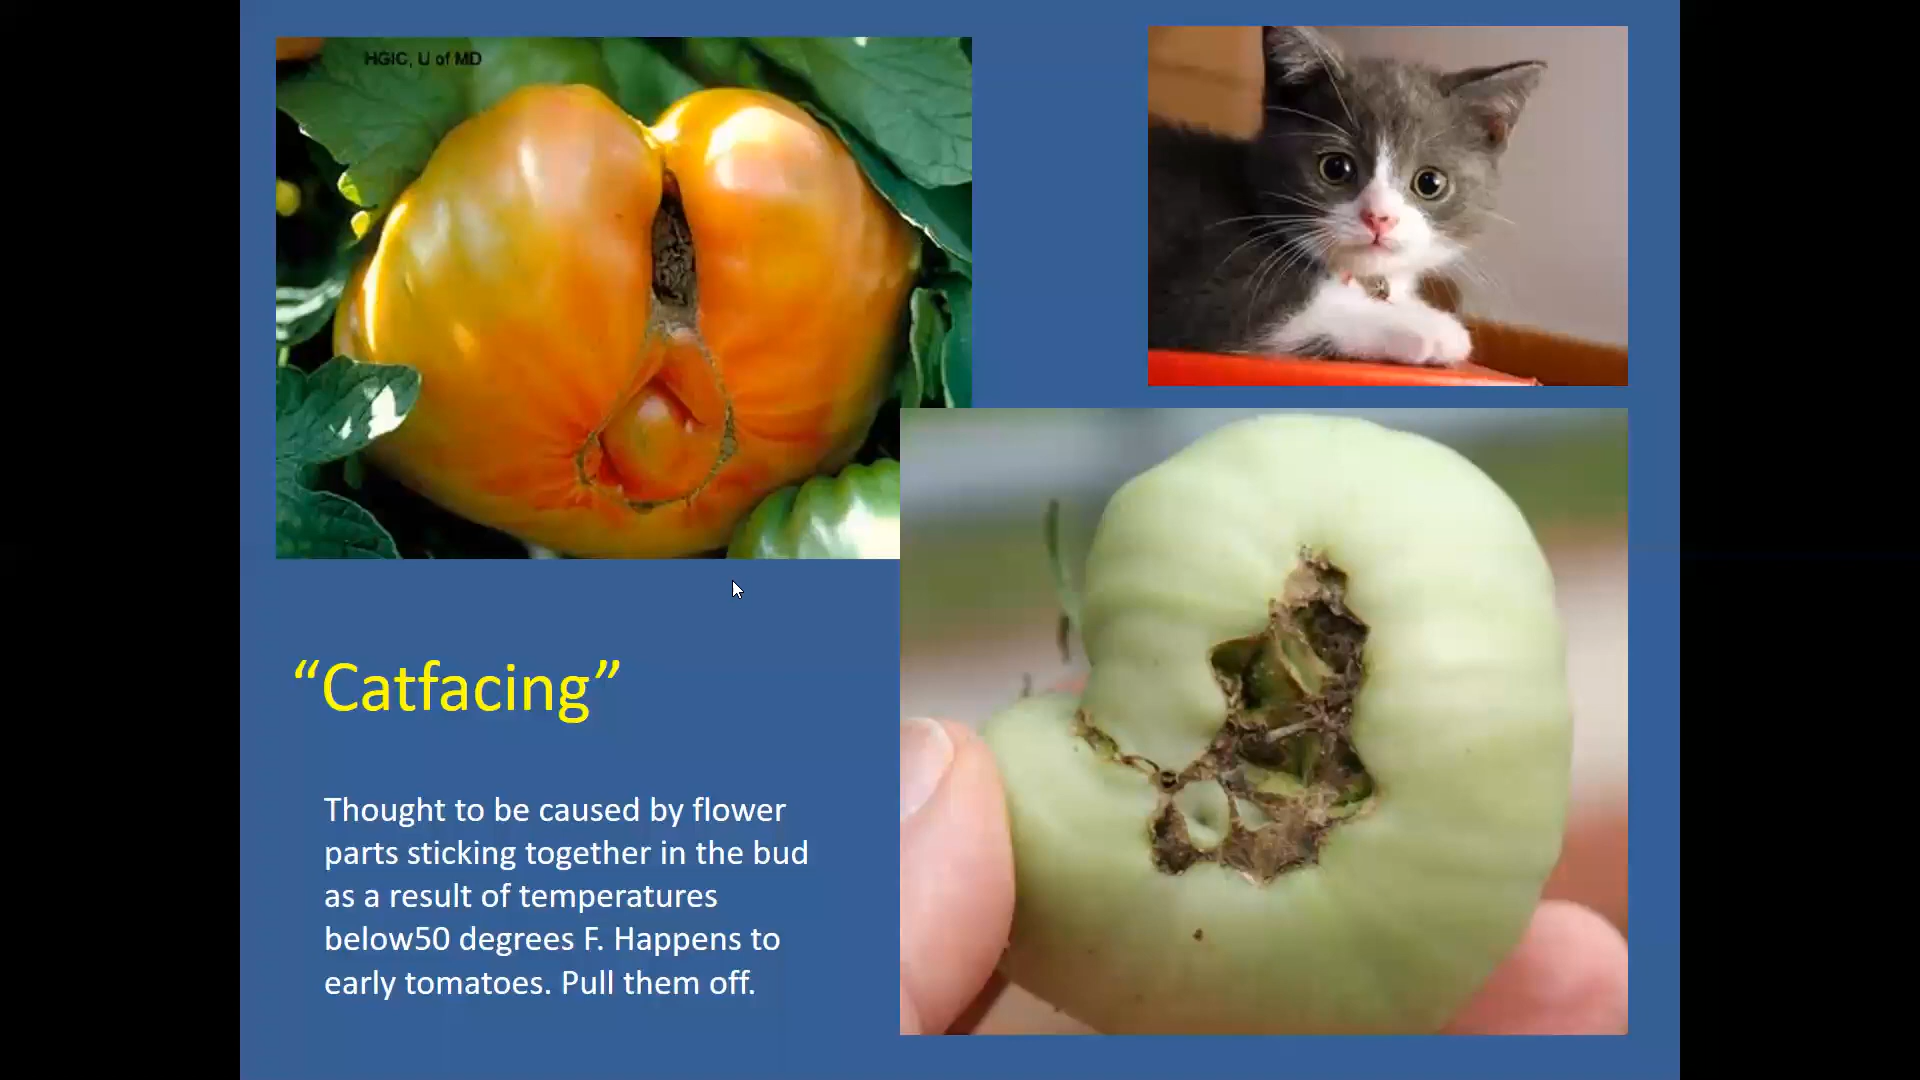 HGIC, U of MD
“Catfacing”
Thought to be caused by flower
parts sticking together in the bud
as a result of temperatures
below50 degrees F. Happens to
early tomatoes. Pull them off.